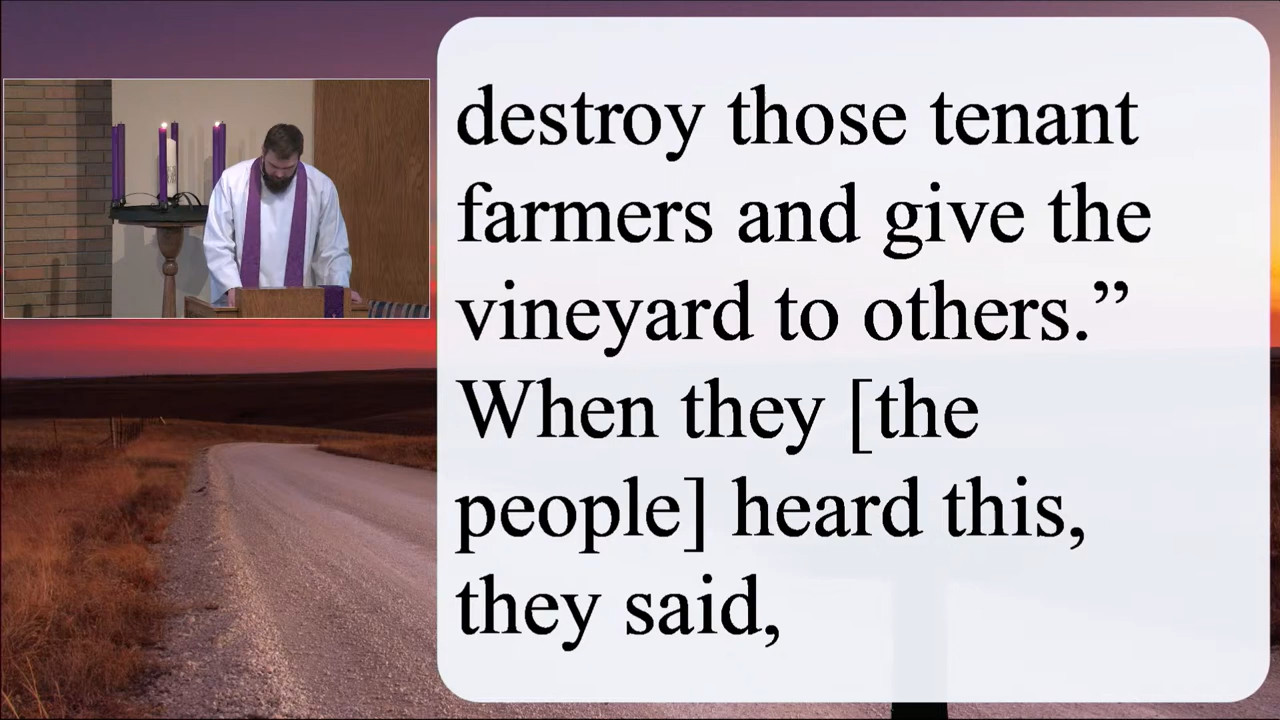 destroy those tenant
farmers and give the
vineyard to others.”
When they [the
people] heard this,
they said,